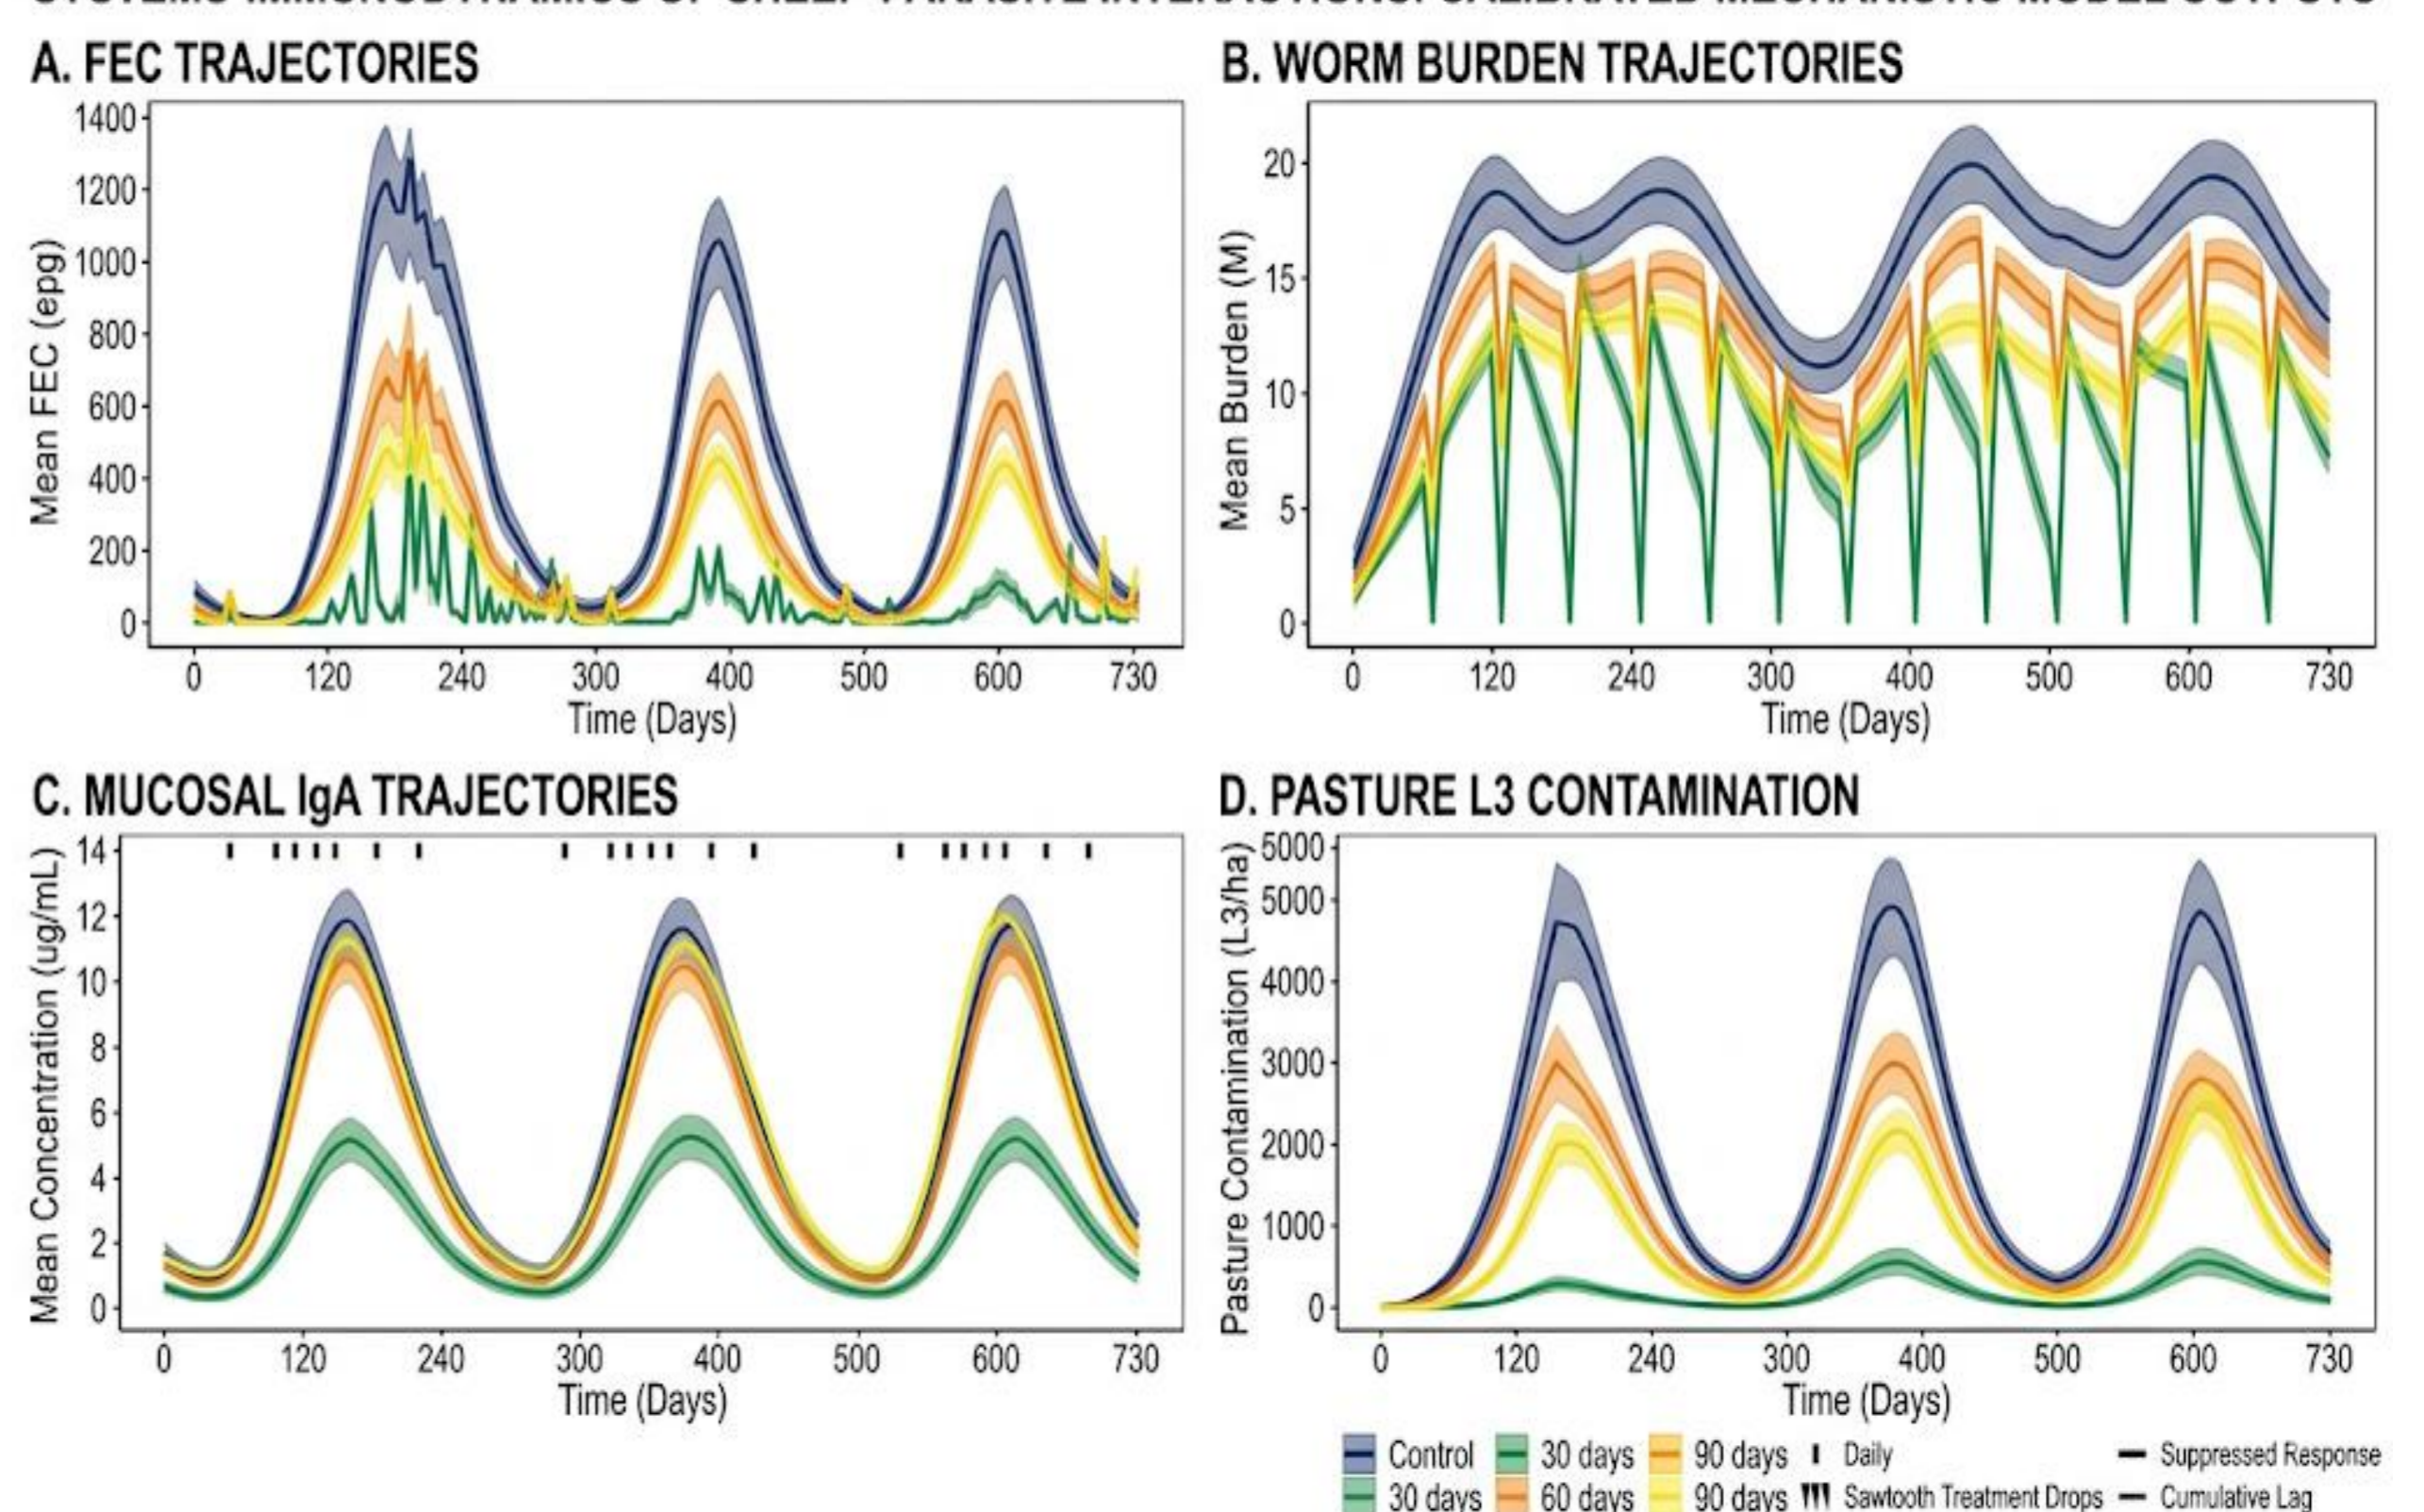 A. FEC TRAJECTORIES
1400
1200
1000
800
600
400
200
0
Mean FEC (epg)
0 120 240 300 400 500 600 730
Time (Days)
B. WORM BURDEN TRAJECTORIES
20
15
10
5
0
Mean Burden (M)
0 120 240 300 400 500 600 730
Time (Days)
C. MUCOSAL IgA TRAJECTORIES
14
12
10
8
6
4
2
0
Mean Concentration (ug/mL)
0 120 240 300 400 500 600 730
Time (Days)
D. PASTURE L3 CONTAMINATION
5000
5000
4000
3000
2000
1000
0
Pasture Contamination (L3/ha)
0 120 240 300 400 500 600 730
Time (Days)
Control 30 days 90 days Daily Suppressed Response
30 days 60 days 90 days Sawtooth Treatment Drops Cumulative Lag